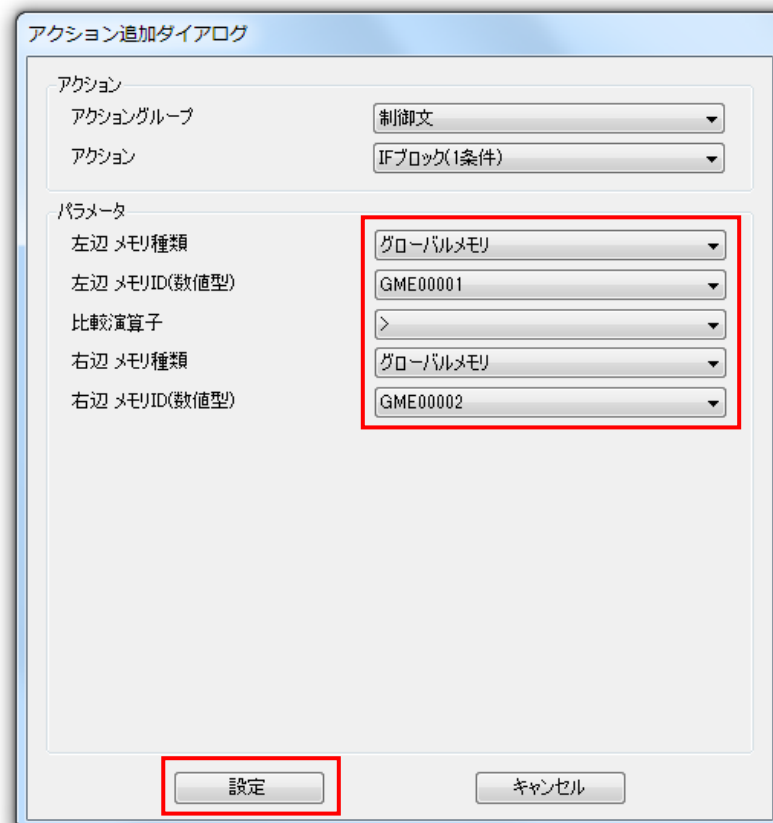 アクション追加ダイアログ
アクション
アクショングループ 制御文
アクション IFブロック(1条件)
パラメータ
左辺 メモリ種類 グローバルメモリ
左辺 メモリID(数値型) GME00001
比較演算子 >
右辺 メモリ種類 グローバルメモリ
右辺 メモリID(数値型) GME00002
設定 キャンセル